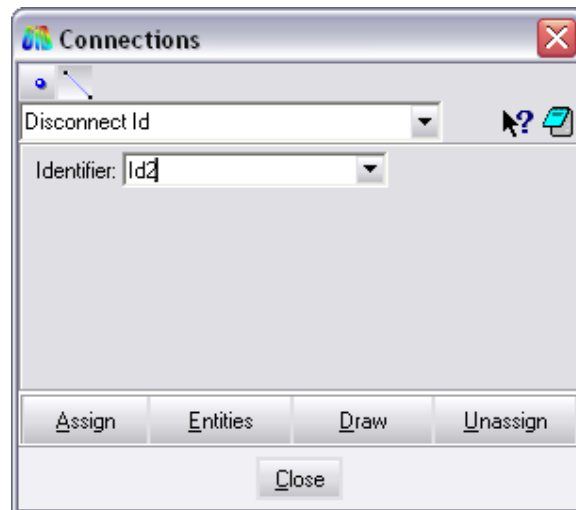 Connections
Disconnect Id
Identifier: Id2
Assign Entities Draw Unassign
Close